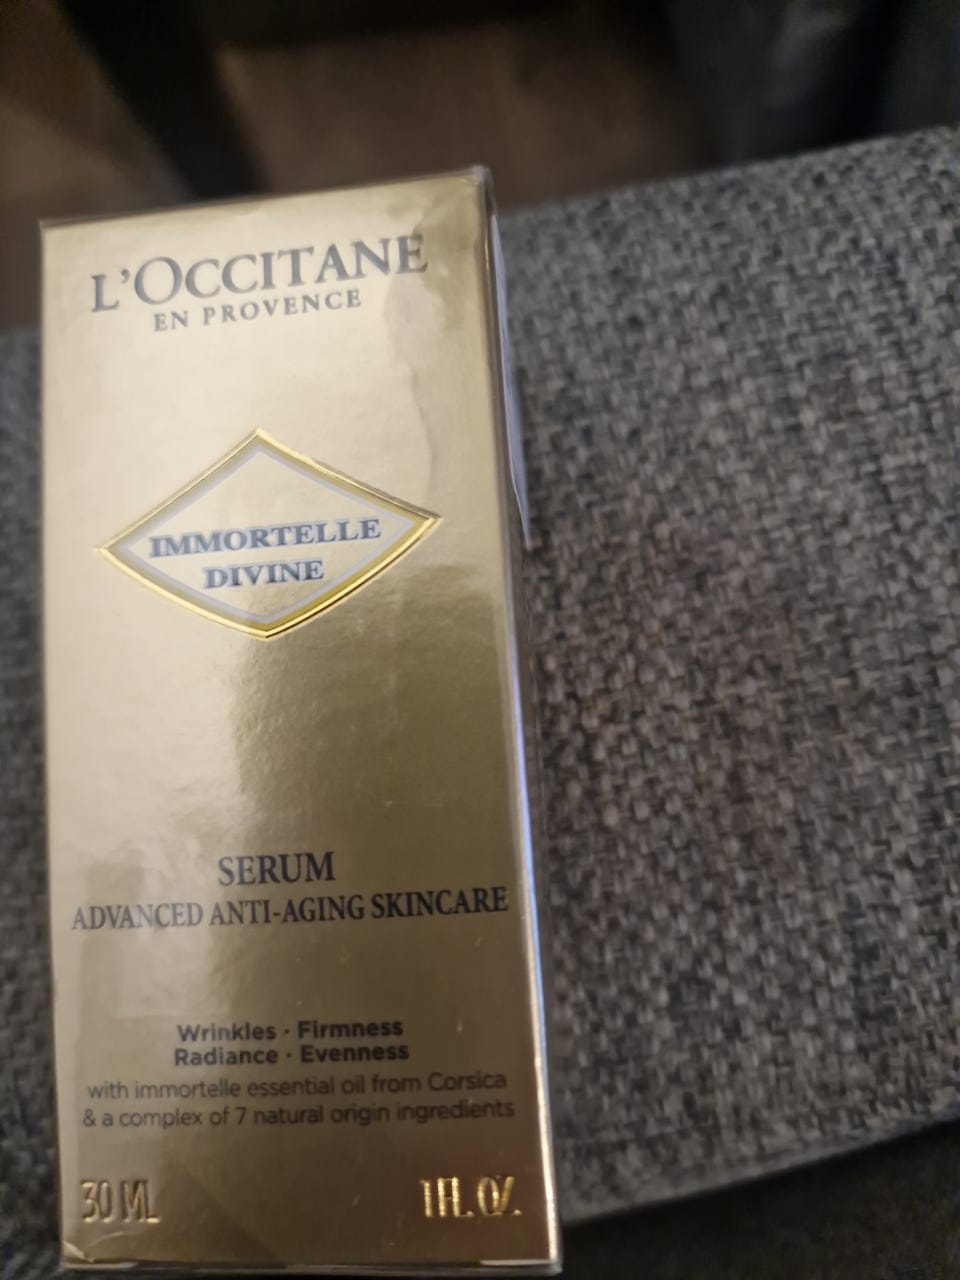 L'OCCITANE
EN PROVENCE
IMMORTELLE
DIVINE
SERUM
ADVANCED ANTI-AGING SKINCARE
Wrinkles · Firmness
Radiance · Evenness
with immortelle essential oil from Corsica
& a complex of 7 natural origin ingredients
30 ML 1 FL. OZ.